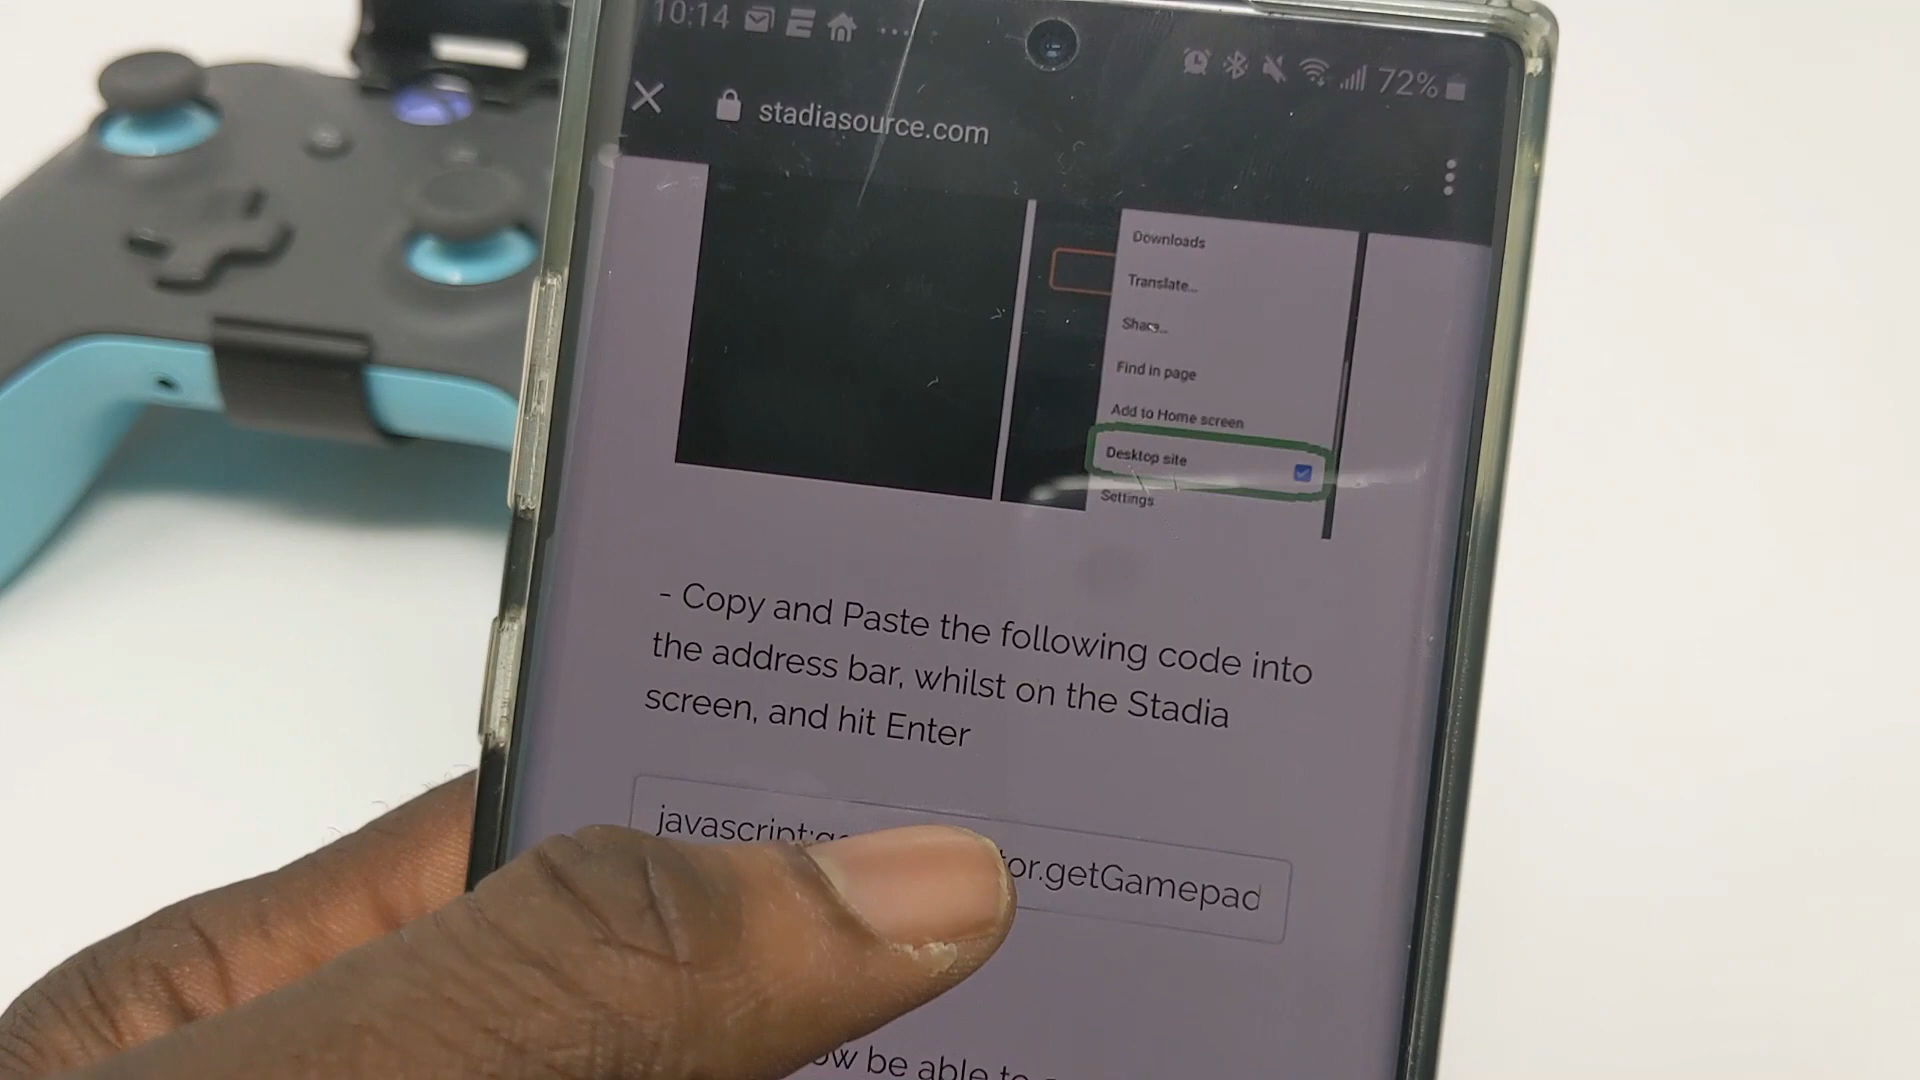 10:14
72%
stadiasource.com
Downloads
Translate...
Share...
Find in page
Add to Home screen
Desktop site
Settings
- Copy and Paste the following code into
the address bar, whilst on the Stadia
screen, and hit Enter
or.getGamepad
be able to